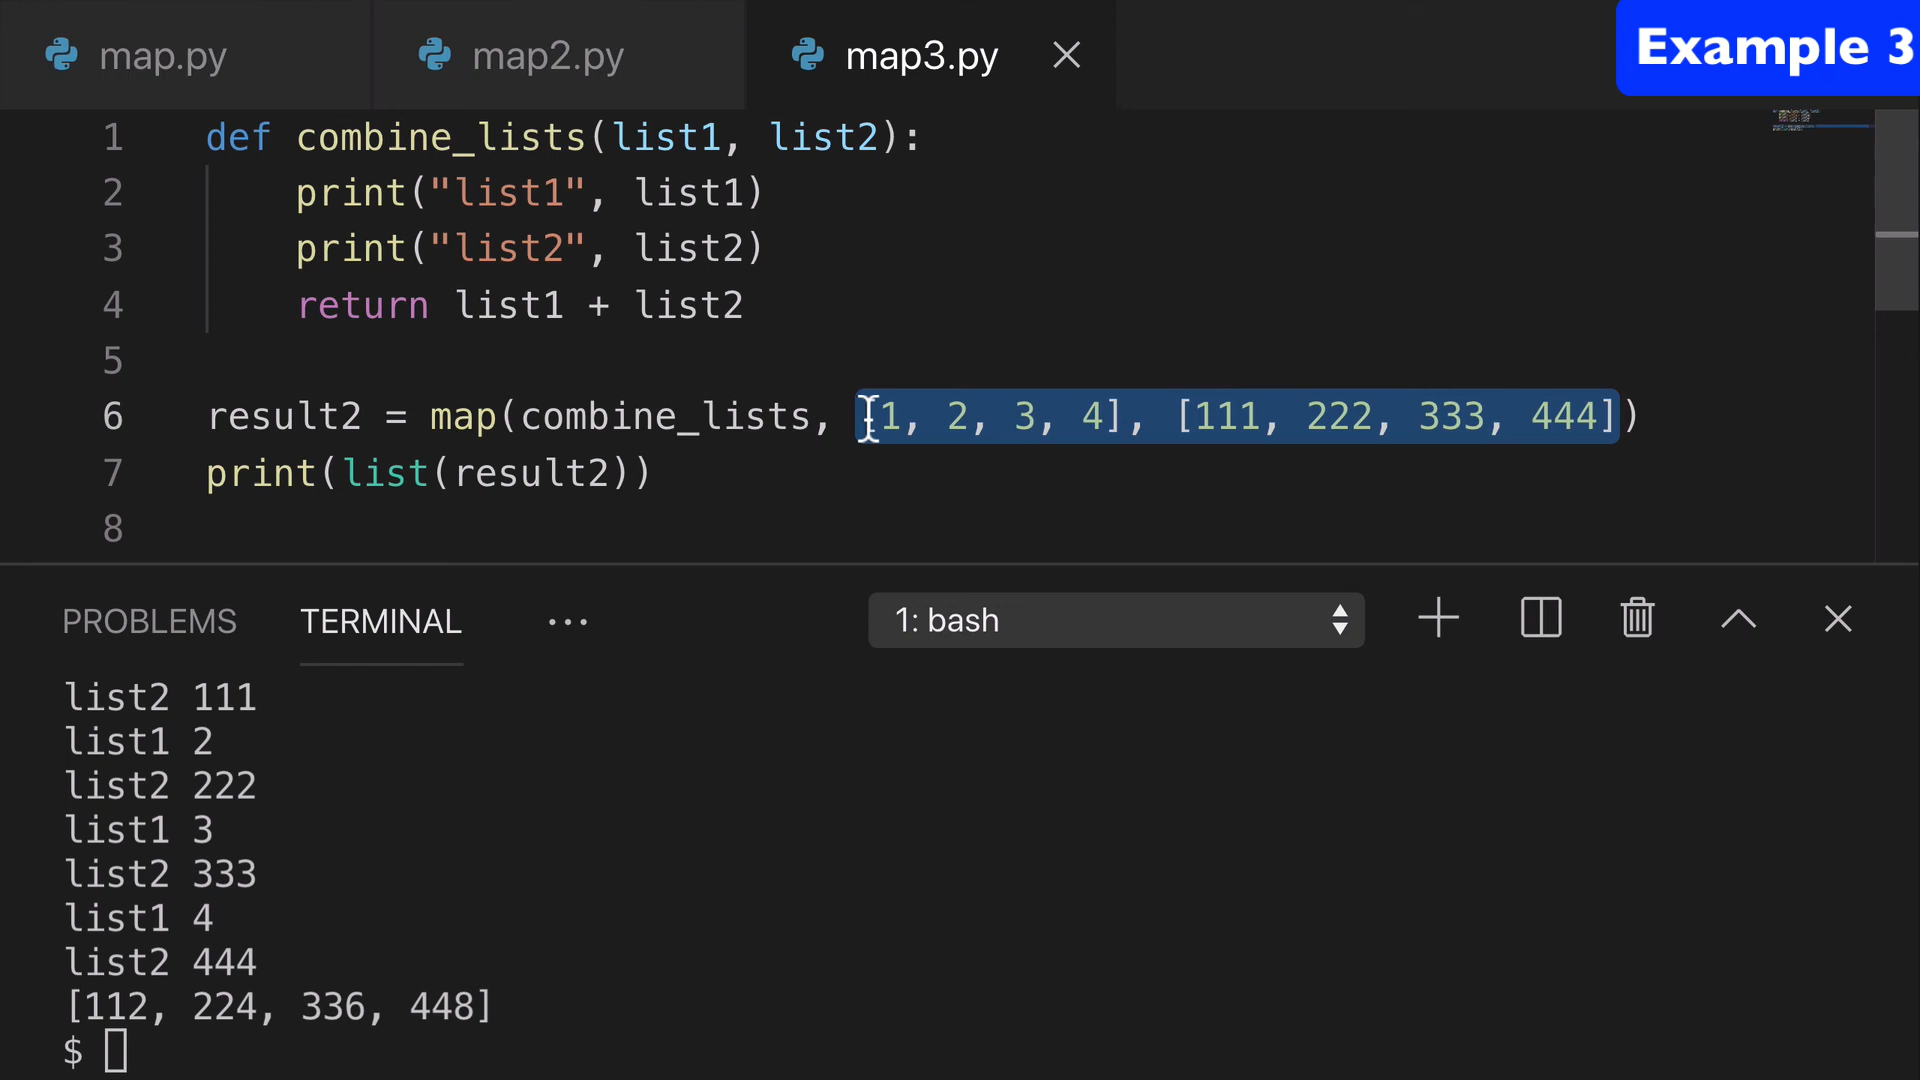 map.py map2.py map3.py Example 3
1 def combine_lists(list1, list2):
2 print("list1", list1)
3 print("list2", list2)
4 return list1 + list2
5
6 result2 = map(combine_lists, [1, 2, 3, 4], [111, 222, 333, 444])
7 print(list(result2))
8
PROBLEMS TERMINAL ... 1: bash
list2 111
list1 2
list2 222
list1 3
list2 333
list1 4
list2 444
[112, 224, 336, 448]
$